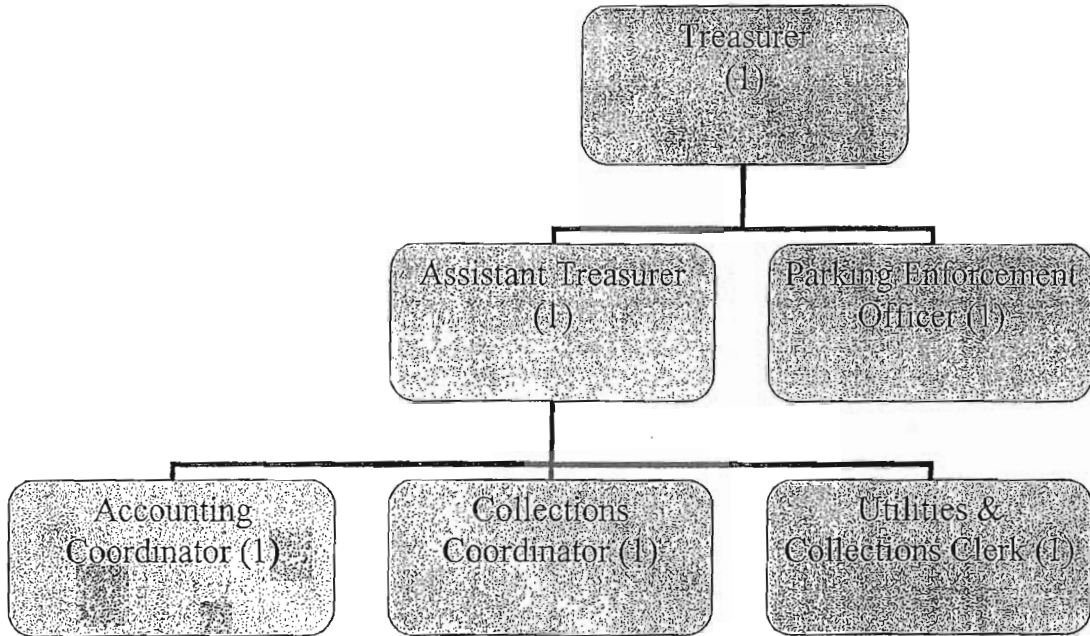 Treasurer
(1)
Assistant Treasurer
(1)
Parking Enforcement
Officer (1)
Accounting
Coordinator (1)
Collections
Coordinator (1)
Utilities &
Collections Clerk (1)